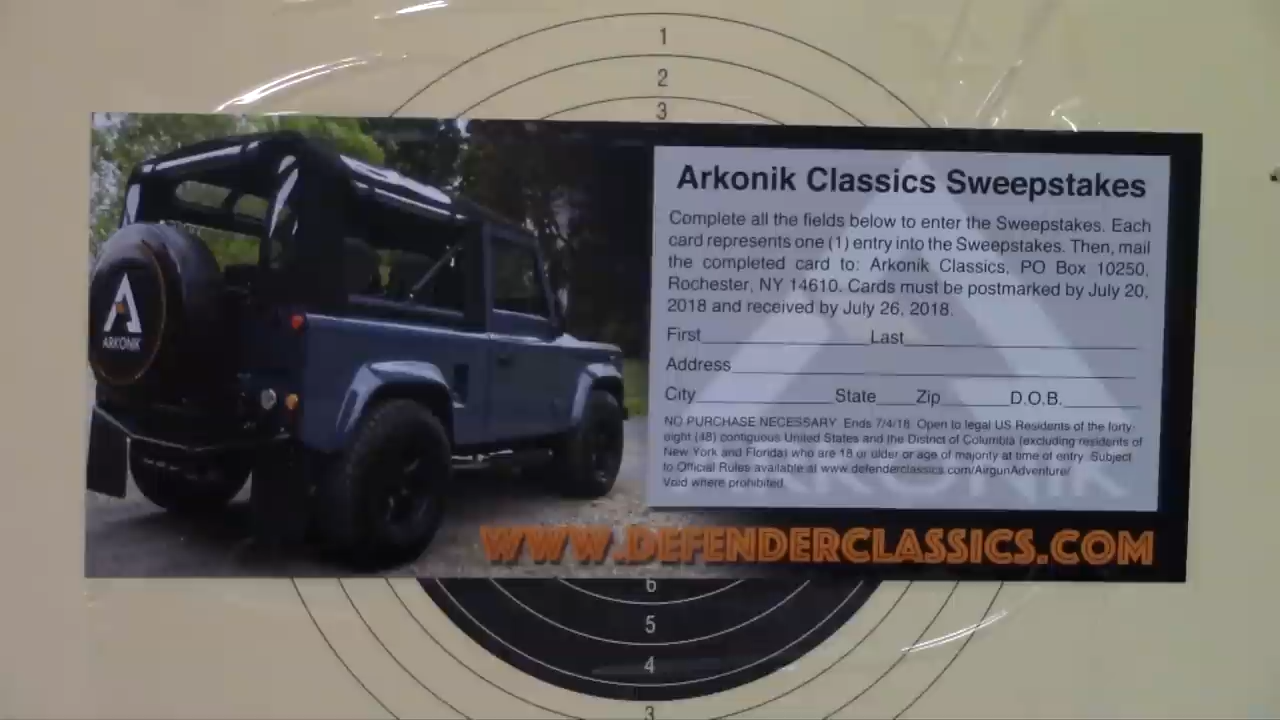 1
2
3
ARKONIK
Arkonik Classics Sweepstakes
Complete all the fields below to enter the Sweepstakes. Each
card represents one (1) entry into the Sweepstakes. Then, mail
the completed card to: Arkonik Classics, PO Box 10250,
Rochester, NY 14610. Cards must be postmarked by July 20,
2018 and received by July 26, 2018.
First Last
Address
City State Zip D.O.B.
NO PURCHASE NECESSARY. Ends 7/4/18. Open to legal US Residents of the forty-
eight (48) contiguous United States and the District of Columbia (excluding residents of
New York and Florida) who are 18 or older or age of majority at time of entry. Subject
to Official Rules available at www.defenderclassics.com/AirgunAdventure/
Void where prohibited.
ARKONIK
WWW.DEFENDERCLASSICS.COM
6
5
4
3